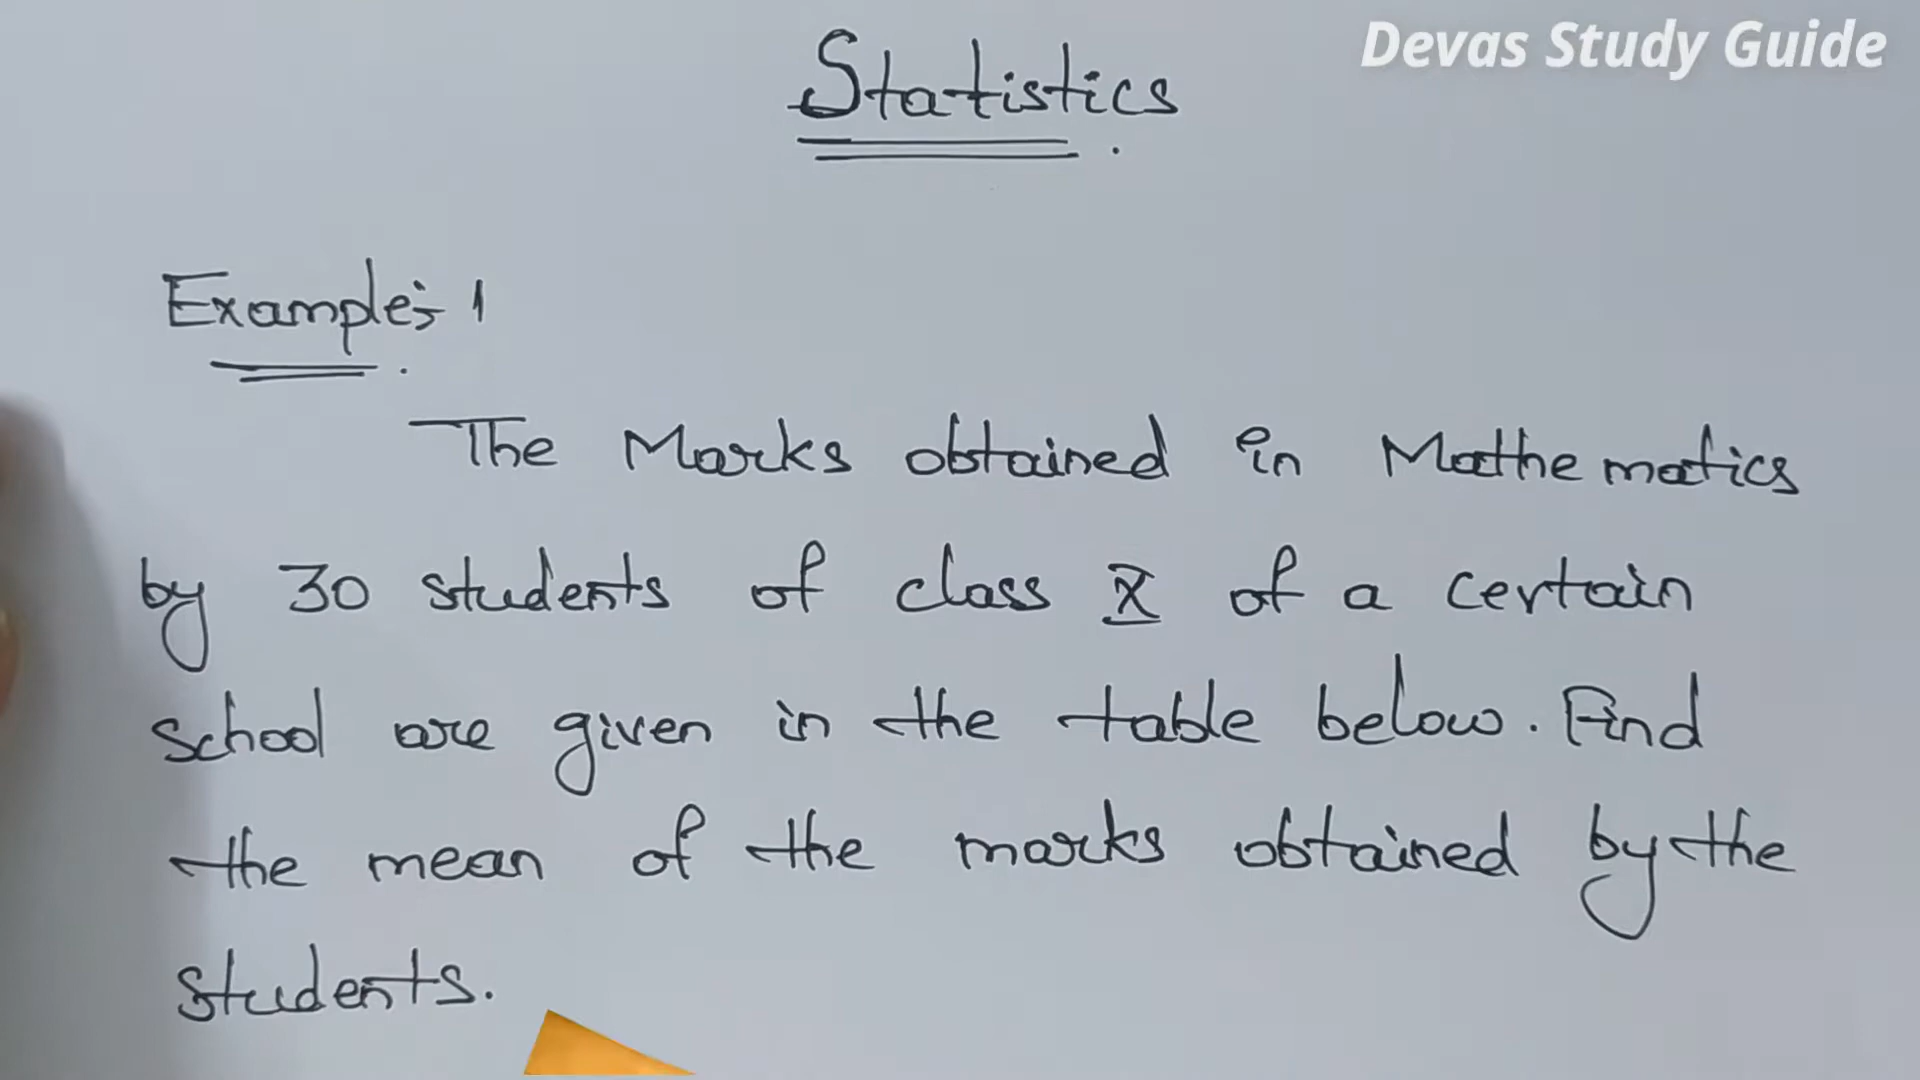 Devas Study Guide
Statistics
Example:- 1
The Marks obtained in Mathematics
by 30 students of class X of a certain
school are given in the table below. Find
the mean of the marks obtained by the
students.